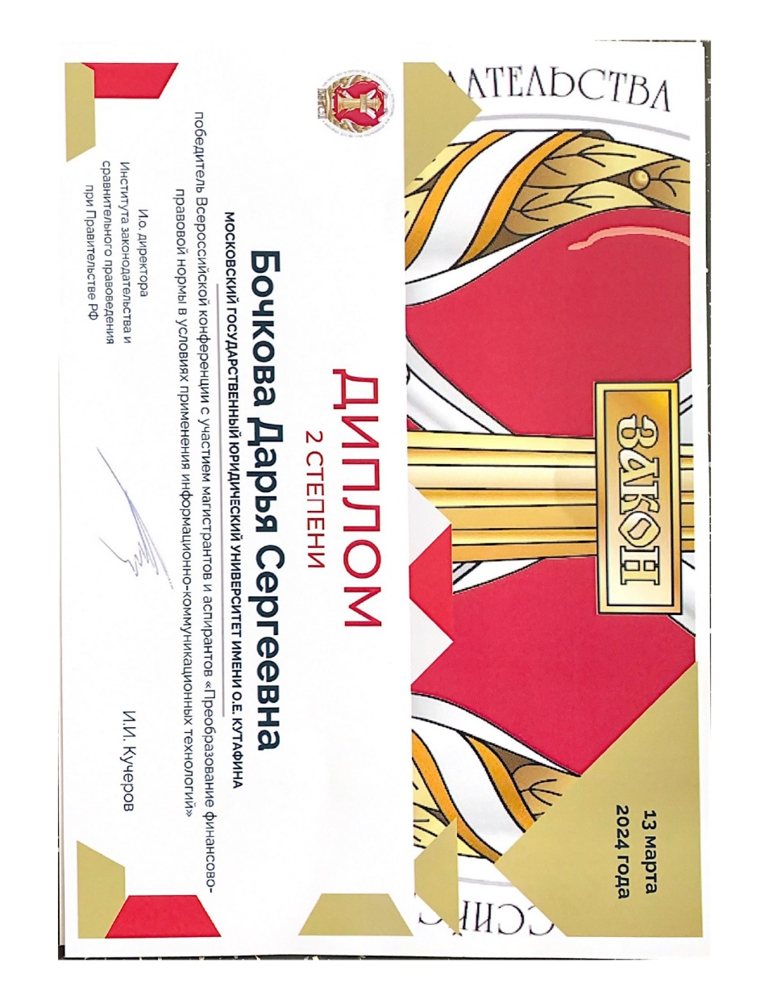 ДАТЕЛЬСТВА
ЗАКОН
13 марта
2024 года
ССИЙС
ДИПЛОМ
2 СТЕПЕНИ
Бочкова Дарья Сергеевна
МОСКОВСКИЙ ГОСУДАРСТВЕННЫЙ ЮРИДИЧЕСКИЙ УНИВЕРСИТЕТ ИМЕНИ О.Е. КУТАФИНА
победитель Всероссийской конференции с участием магистрантов и аспирантов «Преобразование финансово-
правовой нормы в условиях применения информационно-коммуникационных технологий»
И.о. директора
Института законодательства и
сравнительного правоведения
при Правительстве РФ
И.И. Кучеров